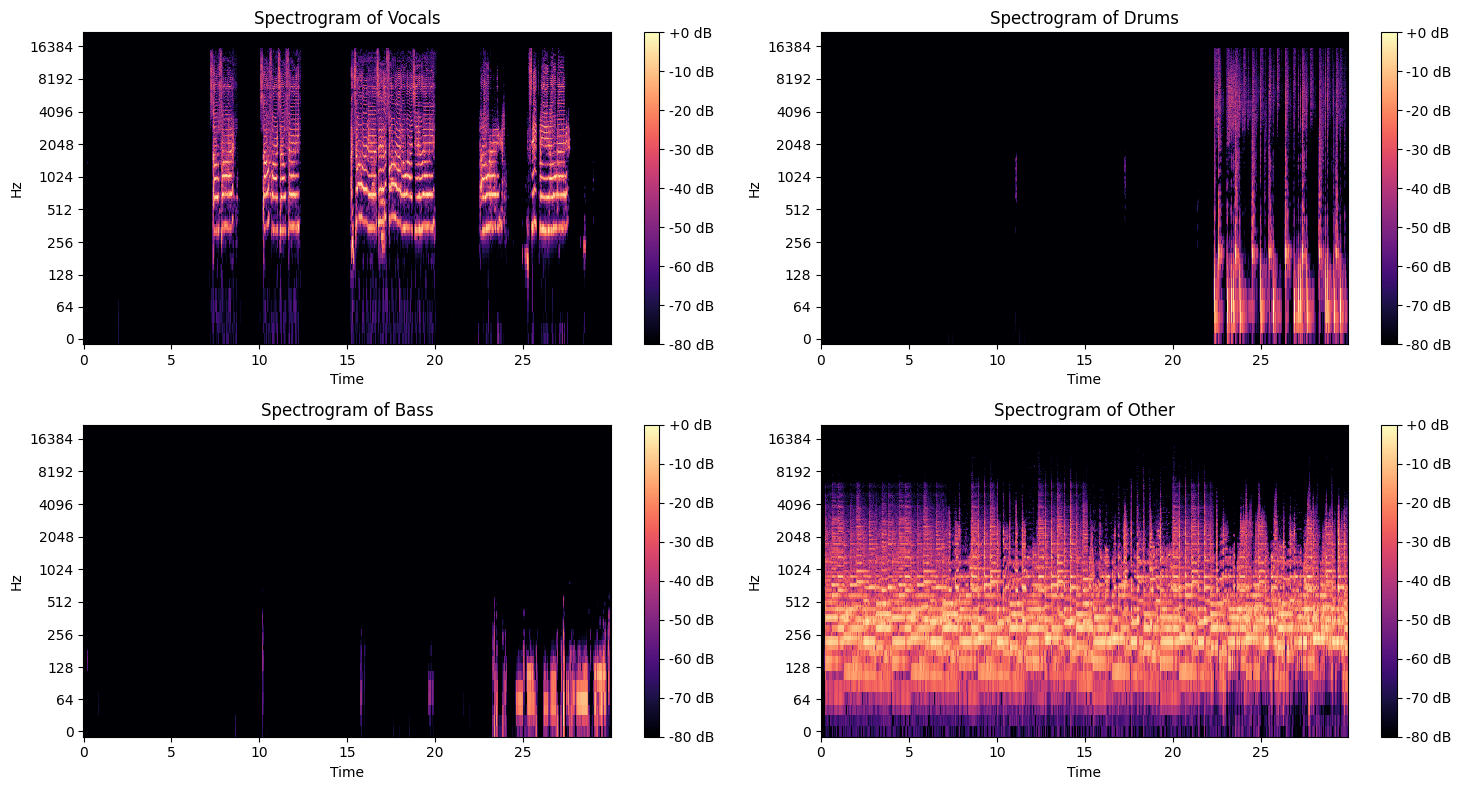 Spectrogram of Vocals
Hz
16384
8192
4096
2048
1024
512
256
128
64
0
0 5 10 15 20 25
Time
+0 dB
-10 dB
-20 dB
-30 dB
-40 dB
-50 dB
-60 dB
-70 dB
-80 dB
Spectrogram of Drums
Hz
16384
8192
4096
2048
1024
512
256
128
64
0
0 5 10 15 20 25
Time
+0 dB
-10 dB
-20 dB
-30 dB
-40 dB
-50 dB
-60 dB
-70 dB
-80 dB
Spectrogram of Bass
Hz
16384
8192
4096
2048
1024
512
256
128
64
0
0 5 10 15 20 25
Time
+0 dB
-10 dB
-20 dB
-30 dB
-40 dB
-50 dB
-60 dB
-70 dB
-80 dB
Spectrogram of Other
Hz
16384
8192
4096
2048
1024
512
256
128
64
0
0 5 10 15 20 25
Time
+0 dB
-10 dB
-20 dB
-30 dB
-40 dB
-50 dB
-60 dB
-70 dB
-80 dB